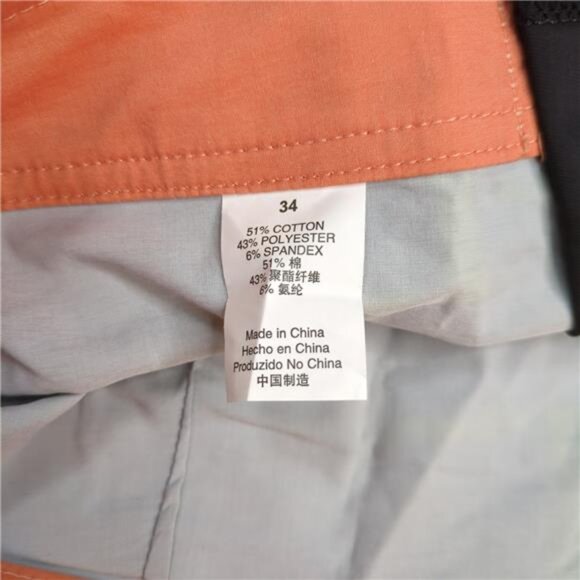 34
51% COTTON
43% POLYESTER
6% SPANDEX
51% 棉
43% 聚酯纤维
6% 氨纶
Made in China
Hecho en China
Produzido No China
中国制造